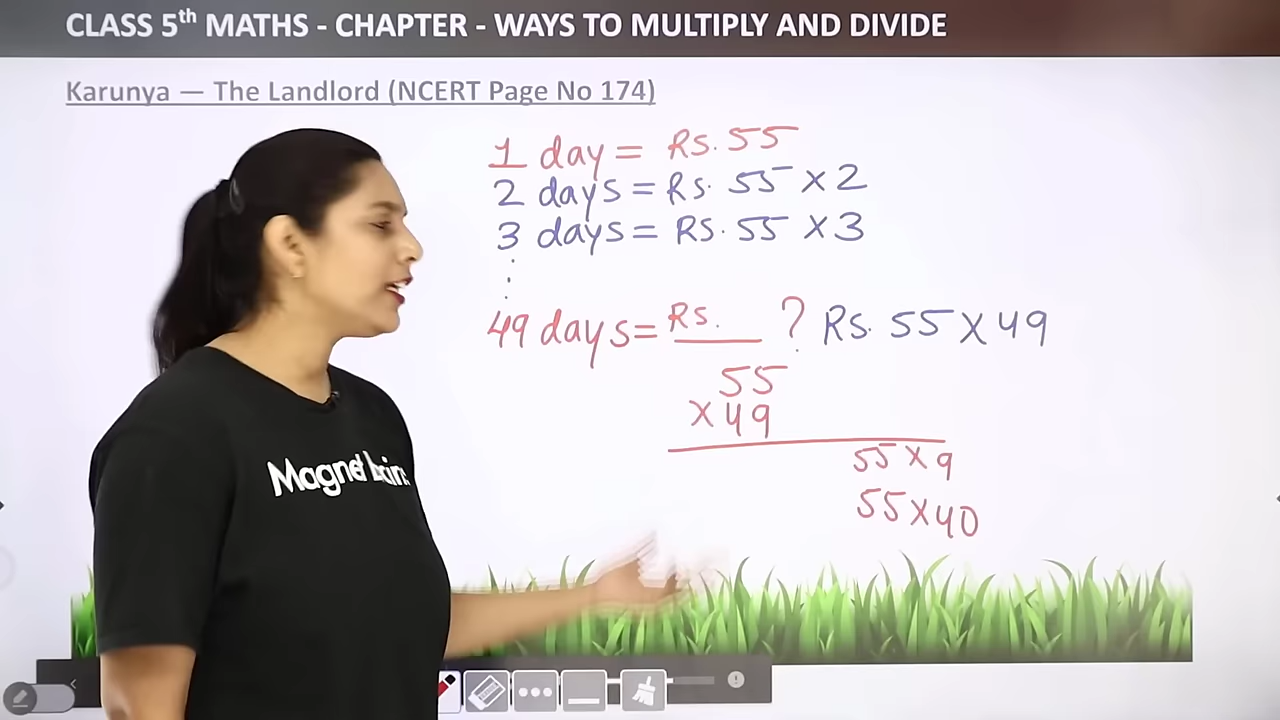 CLASS 5th MATHS - CHAPTER - WAYS TO MULTIPLY AND DIVIDE
Karunya — The Landlord (NCERT Page No 174)
1 day = Rs. 55
2 days = Rs. 55 × 2
3 days = Rs. 55 × 3
⋮
49 days = Rs. ____ ? Rs. 55 × 49
55
× 49
55 × 9
55 × 40
Magnet Brains